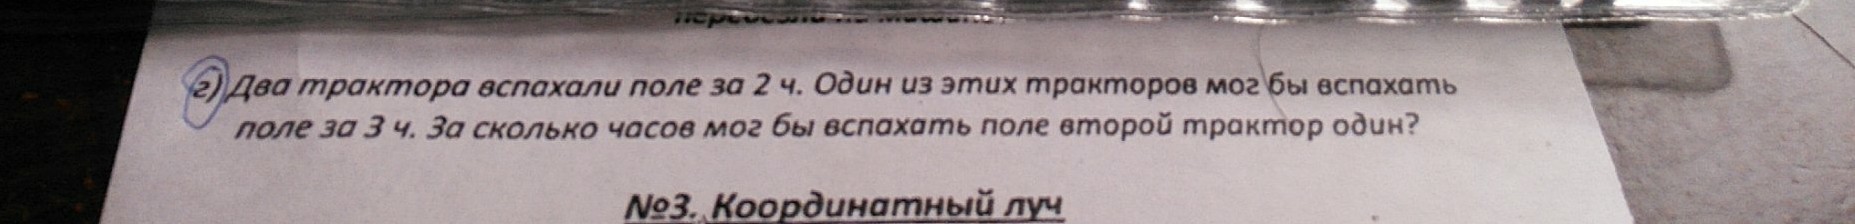 г) Два трактора вспахали поле за 2 ч. Один из этих тракторов мог бы вспахать
поле за 3 ч. За сколько часов мог бы вспахать поле второй трактор один?
№3. Координатный луч